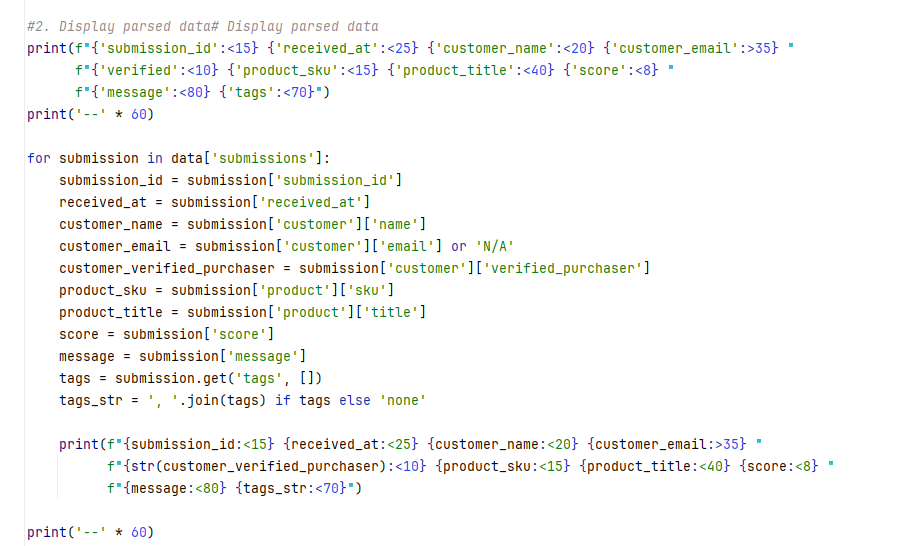 #2. Display parsed data# Display parsed data
print(f"{'submission_id':<15} {'received_at':<25} {'customer_name':<20} {'customer_email':>35} "
      f"{'verified':<10} {'product_sku':<15} {'product_title':<40} {'score':<8} "
      f"{'message':<80} {'tags':<70}")
print('--' * 60)

for submission in data['submissions']:
    submission_id = submission['submission_id']
    received_at = submission['received_at']
    customer_name = submission['customer']['name']
    customer_email = submission['customer']['email'] or 'N/A'
    customer_verified_purchaser = submission['customer']['verified_purchaser']
    product_sku = submission['product']['sku']
    product_title = submission['product']['title']
    score = submission['score']
    message = submission['message']
    tags = submission.get('tags', [])
    tags_str = ', '.join(tags) if tags else 'none'

    print(f"{submission_id:<15} {received_at:<25} {customer_name:<20} {customer_email:>35} "
          f"{str(customer_verified_purchaser):<10} {product_sku:<15} {product_title:<40} {score:<8} "
          f"{message:<80} {tags_str:<70}")

print('--' * 60)